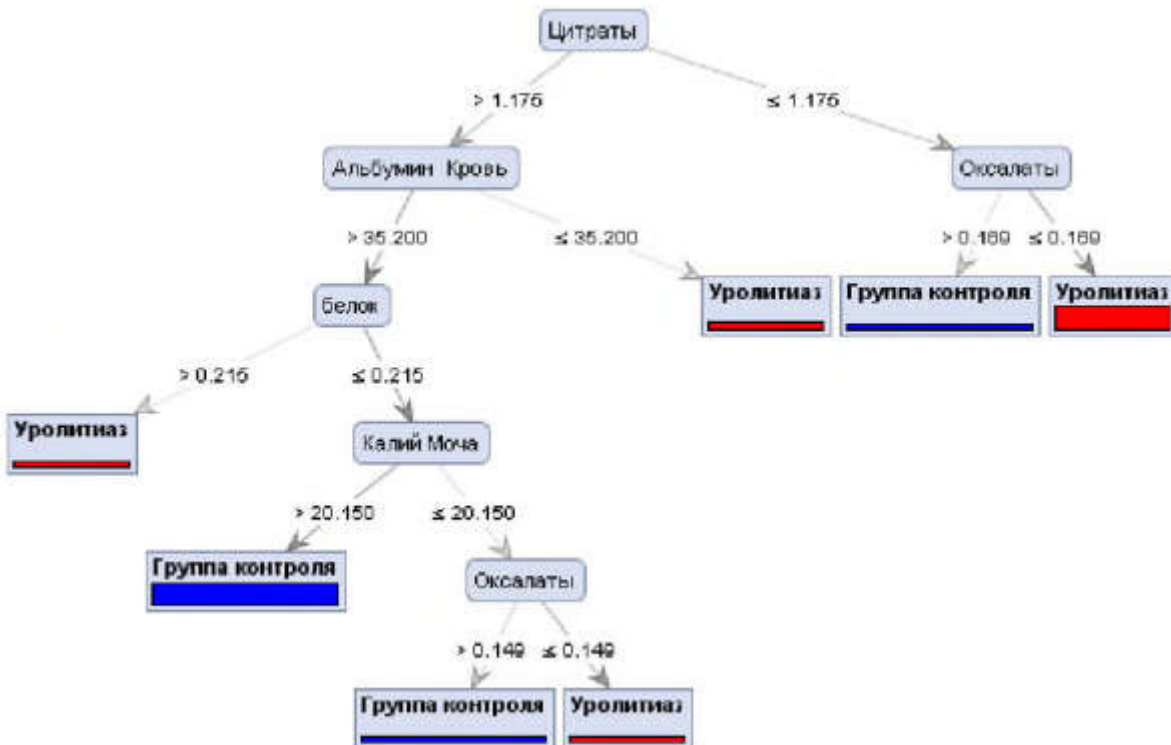 Цитраты
> 1.175
≤ 1.175
Альбумин Кровь
Оксалаты
> 35.200
≤ 35.200
> 0.169
≤ 0.169
белок
Уролитиаз
Группа контроля
Уролитиаз
> 0.215
≤ 0.215
Уролитиаз
Калий Моча
> 20.150
≤ 20.150
Группа контроля
Оксалаты
> 0.149
≤ 0.149
Группа контроля
Уролитиаз